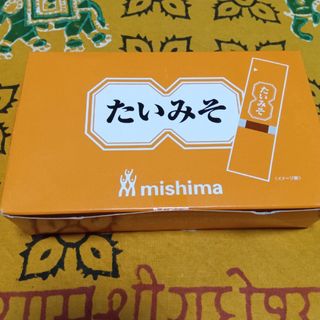 たいみそ
たいみそ
mishima
(イメージ図)
राम श्री राधे